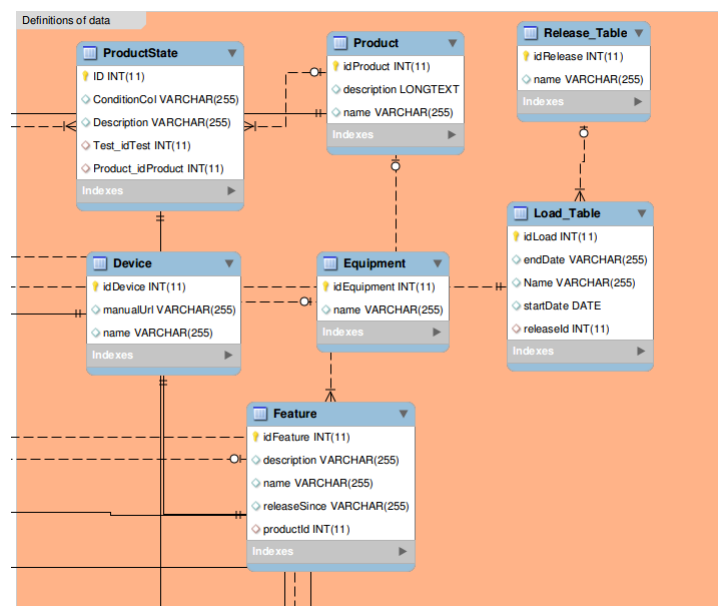 Definitions of data
ProductState
ID INT(11)
ConditionCol VARCHAR(255)
Description VARCHAR(255)
Test_idTest INT(11)
Product_idProduct INT(11)
Indexes
Product
idProduct INT(11)
description LONGTEXT
name VARCHAR(255)
Indexes
Release_Table
idRelease INT(11)
name VARCHAR(255)
Indexes
Device
idDevice INT(11)
manualUrl VARCHAR(255)
name VARCHAR(255)
Indexes
Equipment
idEquipment INT(11)
name VARCHAR(255)
Indexes
Load_Table
idLoad INT(11)
endDate VARCHAR(255)
Name VARCHAR(255)
startDate DATE
releaseId INT(11)
Indexes
Feature
idFeature INT(11)
description VARCHAR(255)
name VARCHAR(255)
releaseSince VARCHAR(255)
productId INT(11)
Indexes